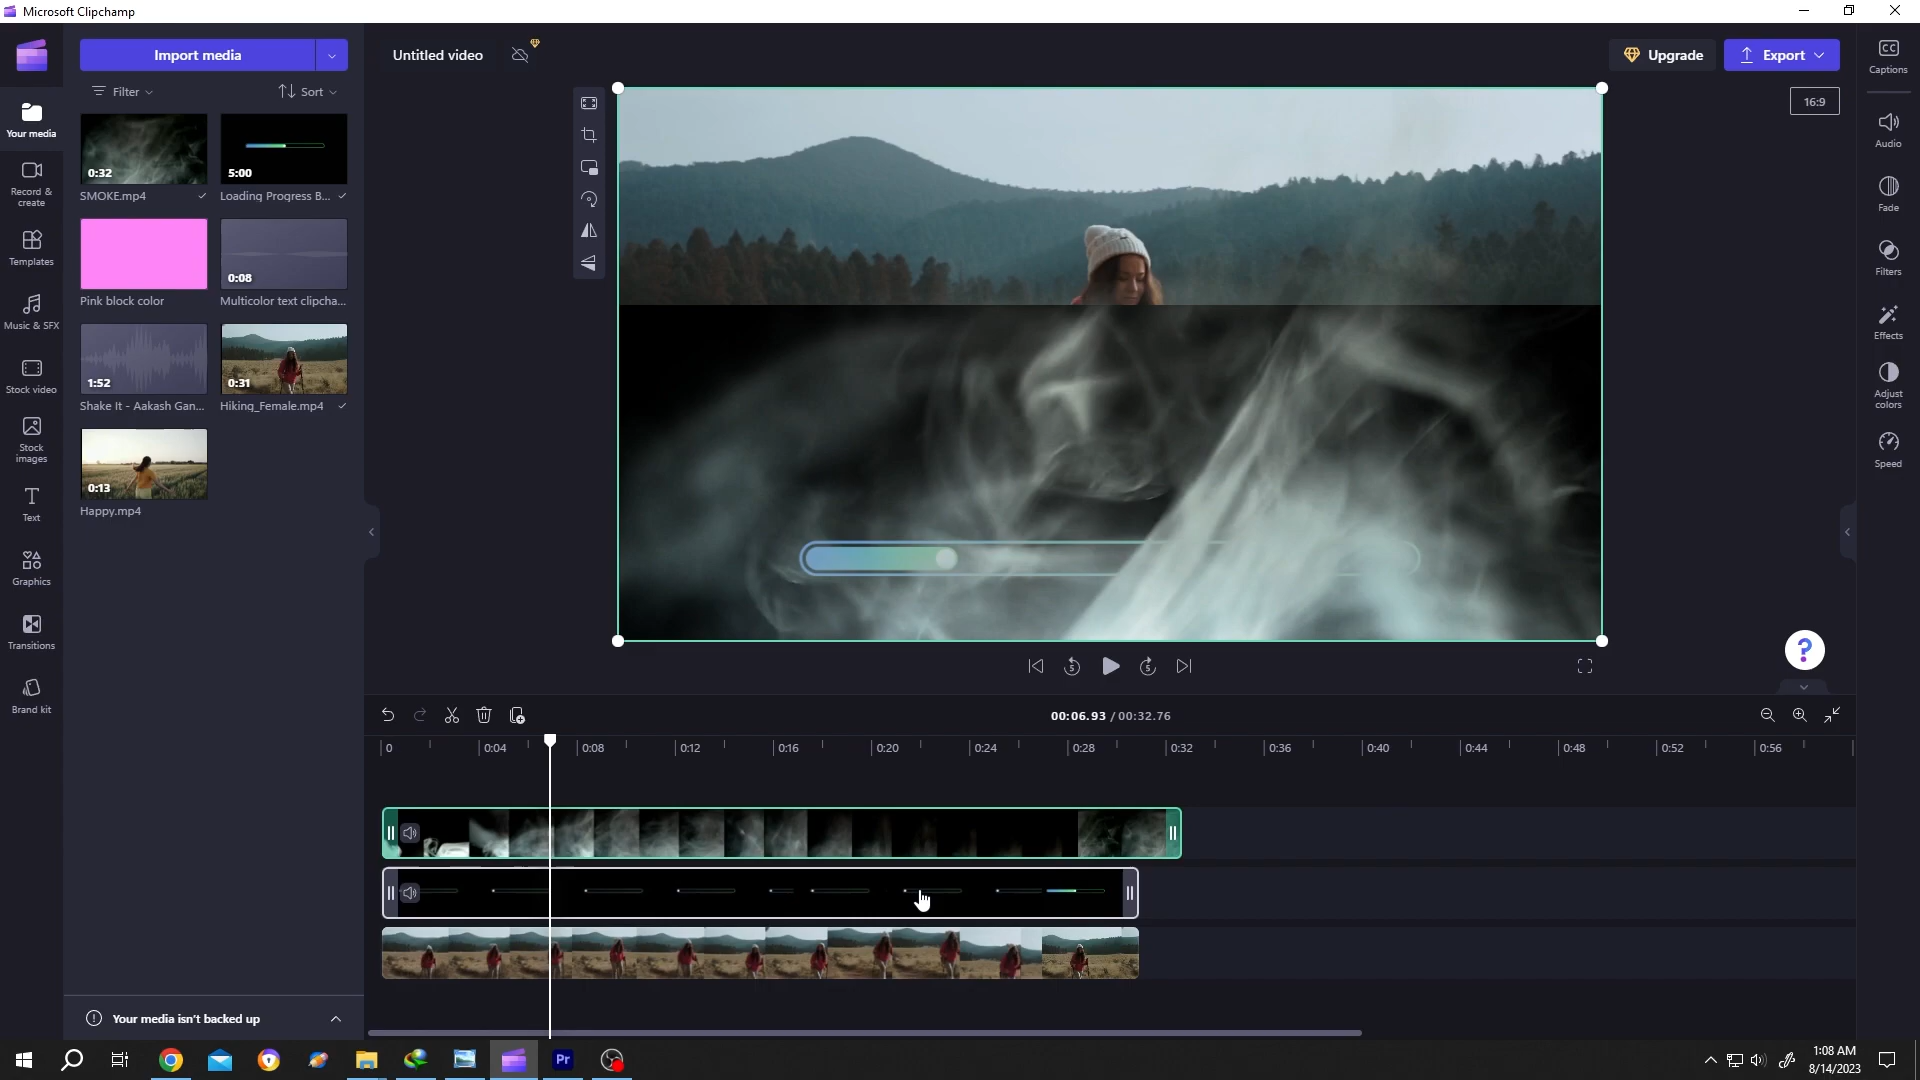 Microsoft Clipchamp
Import media
Untitled video
Upgrade
Export
Captions
Filter
Sort
16:9
Your media
0:32
SMOKE.mp4
5:00
Loading Progress B...
Audio
Record &
create
Templates
Fade
Pink block color
0:08
Multicolor text clipcha...
Filters
Music & SFX
Effects
1:52
Shake It - Aakash Gan...
0:31
Hiking_Female.mp4
Stock video
Adjust
colors
Stock
images
Speed
0:13
Happy.mp4
Text
Graphics
5
5
?
Transitions
Brand kit
00:06.93 / 00:32.76
0
0:04
0:08
0:12
0:16
0:20
0:24
0:28
0:32
0:36
0:40
0:44
0:48
0:52
0:56
Your media isn't backed up
Pr
1:08 AM
8/14/2023